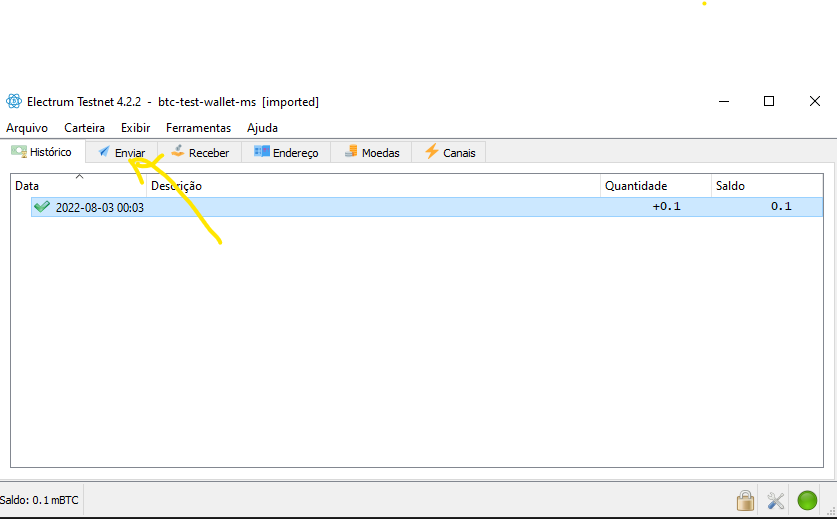 Electrum Testnet 4.2.2 - btc-test-wallet-ms [imported]
Arquivo Carteira Exibir Ferramentas Ajuda
Histórico Enviar Receber Endereço Moedas Canais
Data Descrição Quantidade Saldo
2022-08-03 00:03 +0.1 0.1
Saldo: 0.1 mBTC